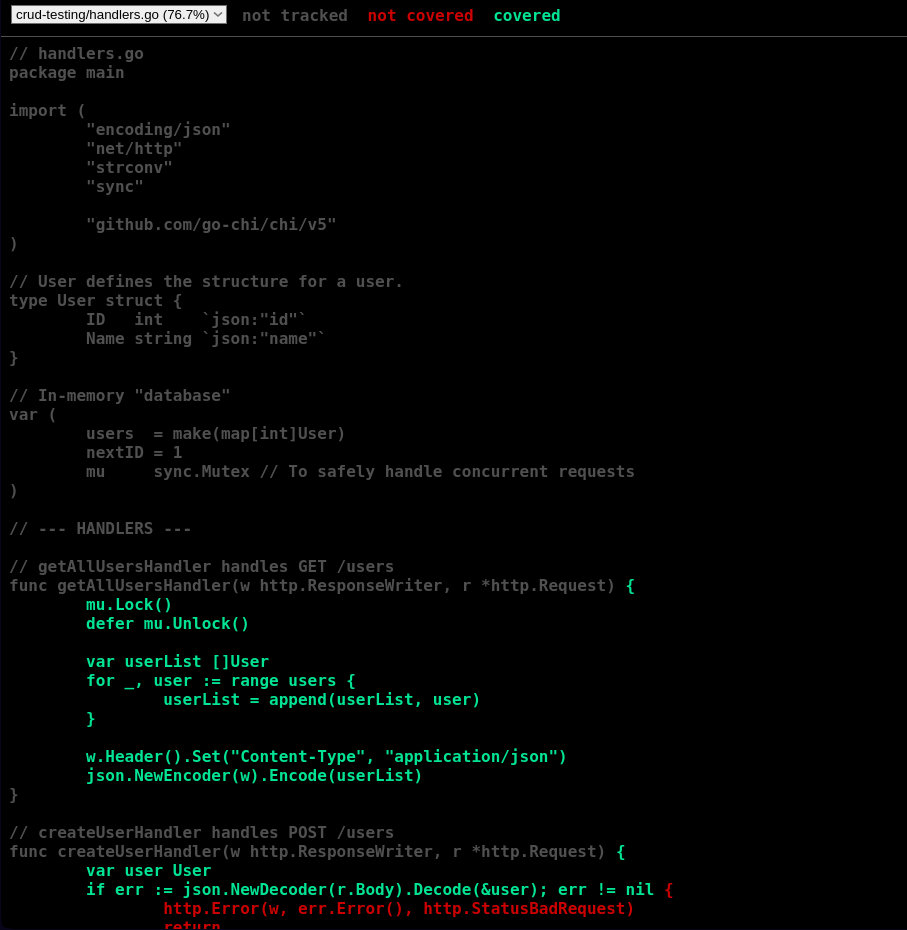 crud-testing/handlers.go (76.7%) not tracked not covered covered
// handlers.go
package main
import (
"encoding/json"
"net/http"
"strconv"
"sync"
"github.com/go-chi/chi/v5"
)
// User defines the structure for a user.
type User struct {
ID   int    `json:"id"`
Name string `json:"name"`
}
// In-memory "database"
var (
users  = make(map[int]User)
nextID = 1
mu     sync.Mutex // To safely handle concurrent requests
)
// --- HANDLERS ---
// getAllUsersHandler handles GET /users
func getAllUsersHandler(w http.ResponseWriter, r *http.Request) {
mu.Lock()
defer mu.Unlock()
var userList []User
for _, user := range users {
userList = append(userList, user)
}
w.Header().Set("Content-Type", "application/json")
json.NewEncoder(w).Encode(userList)
}
// createUserHandler handles POST /users
func createUserHandler(w http.ResponseWriter, r *http.Request) {
var user User
if err := json.NewDecoder(r.Body).Decode(&user); err != nil {
http.Error(w, err.Error(), http.StatusBadRequest)
return